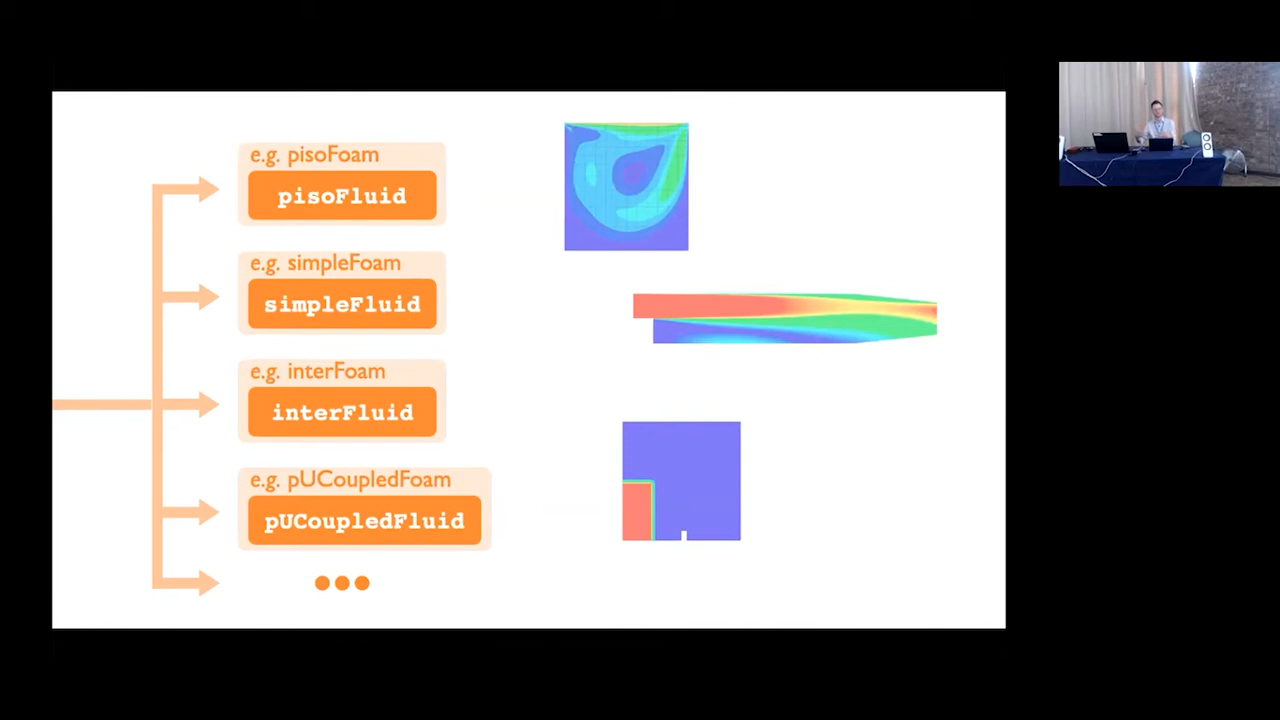 e.g. pisoFoam
pisoFluid
e.g. simpleFoam
simpleFluid
e.g. interFoam
interFluid
e.g. pUCoupledFoam
pUCoupledFluid